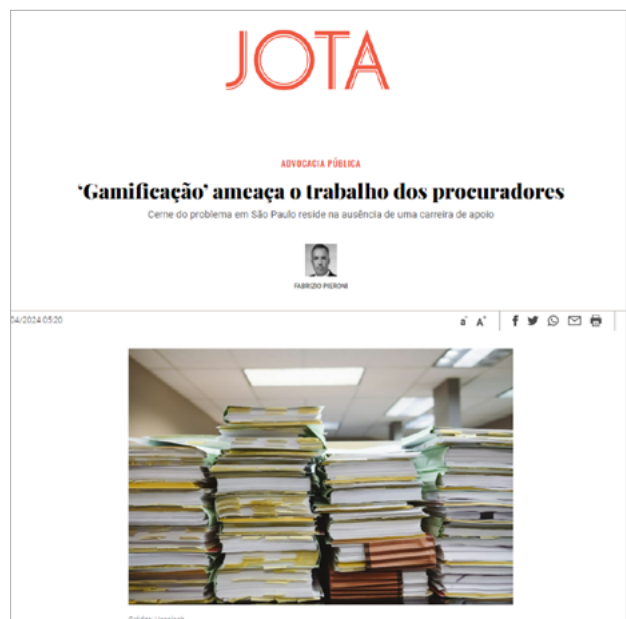 JOTA
ADVOCACIA PÚBLICA
‘Gamificação’ ameaça o trabalho dos procuradores
Cerne do problema em São Paulo reside na ausência de uma carreira de apoio
FABRIZIO PIERONI
04/2024 05:20
a- A+